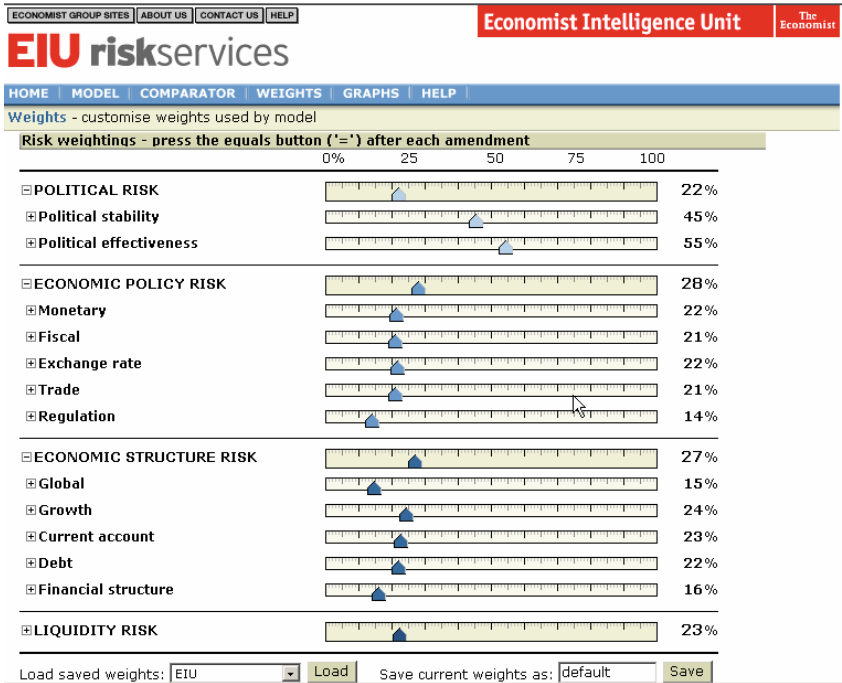 ECONOMIST GROUP SITES ABOUT US CONTACT US HELP
Economist Intelligence Unit
The Economist
EIU riskservices
HOME | MODEL | COMPARATOR | WEIGHTS | GRAPHS | HELP |
Weights - customise weights used by model
Risk weightings - press the equals button ('=') after each amendment
0% 25 50 75 100
POLITICAL RISK 22%
Political stability 45%
Political effectiveness 55%
ECONOMIC POLICY RISK 28%
Monetary 22%
Fiscal 21%
Exchange rate 22%
Trade 21%
Regulation 14%
ECONOMIC STRUCTURE RISK 27%
Global 15%
Growth 24%
Current account 23%
Debt 22%
Financial structure 16%
LIQUIDITY RISK 23%
Load saved weights: EIU Load Save current weights as: default Save